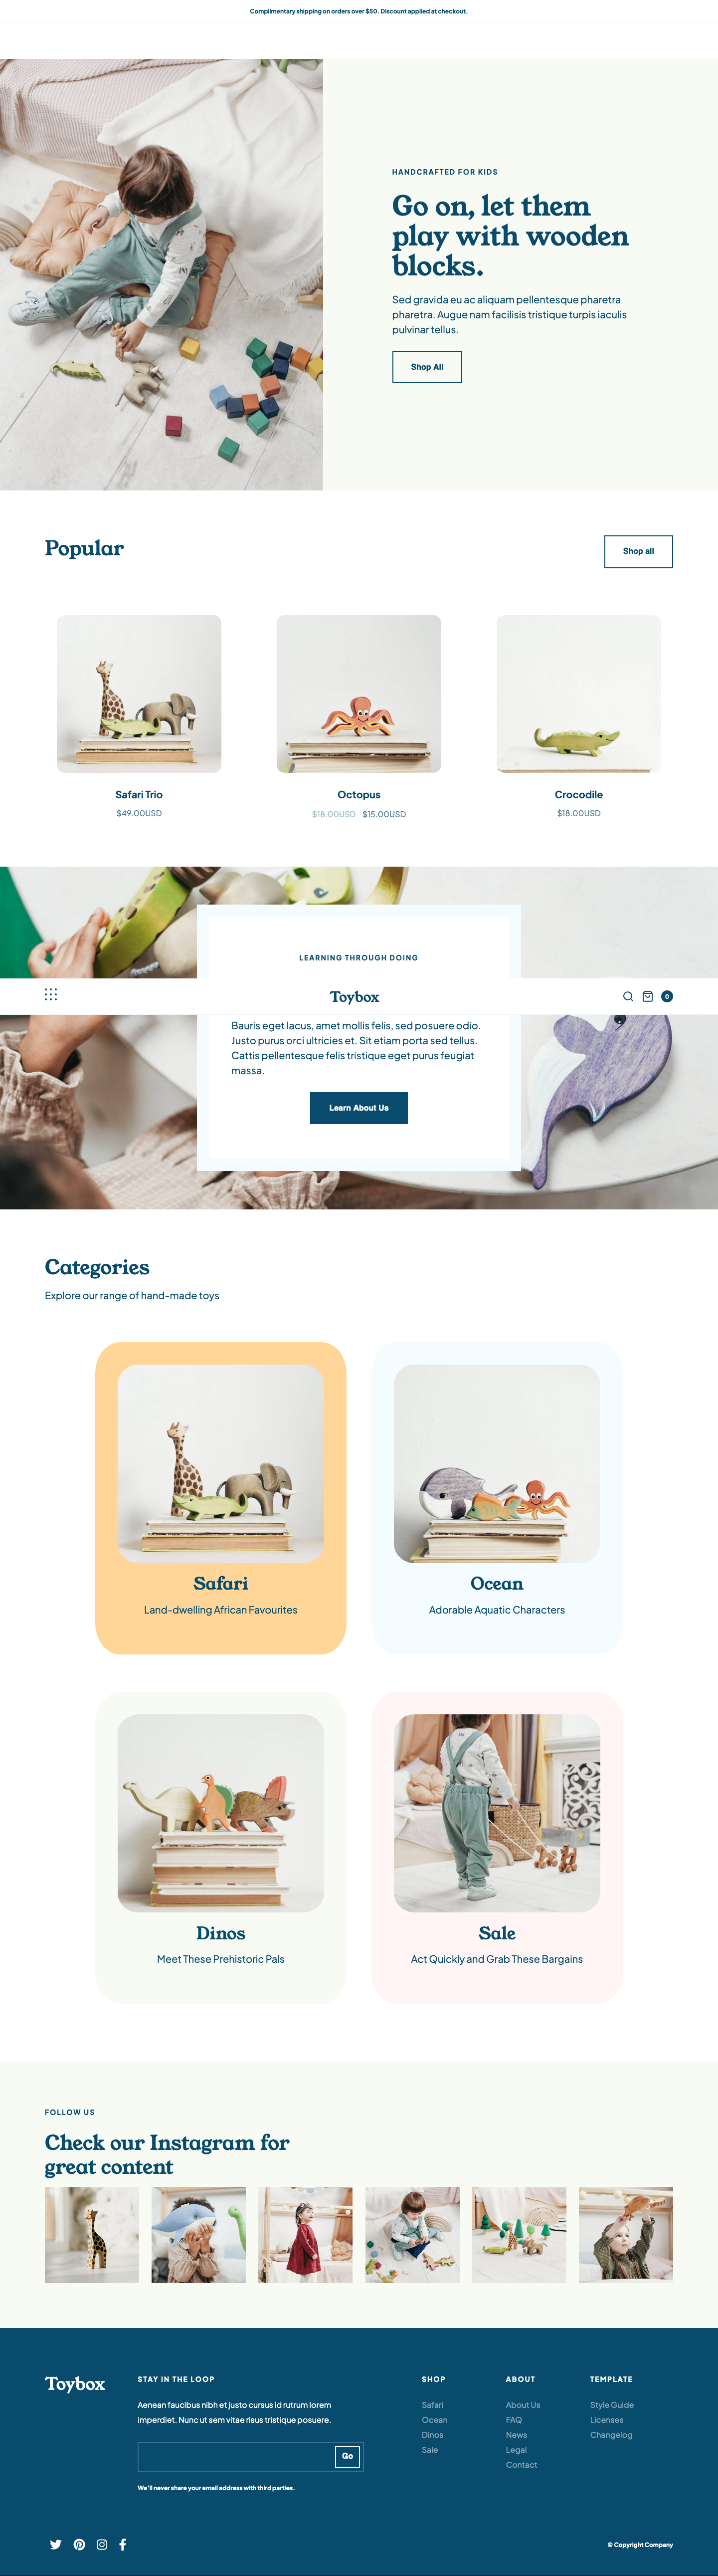 Complimentary shipping on orders over $50. Discount applied at checkout.
HANDCRAFTED FOR KIDS
Go on, let them
play with wooden
blocks.
Sed gravida eu ac aliquam pellentesque pharetra
pharetra. Augue nam facilisis tristique turpis iaculis
pulvinar tellus.
Shop All
Popular
Shop all
Safari Trio
$49.00USD
Octopus
$18.00USD $15.00USD
Crocodile
$18.00USD
LEARNING THROUGH DOING
Toybox
0
Bauris eget lacus, amet mollis felis, sed posuere odio.
Justo purus orci ultricies et. Sit etiam porta sed tellus.
Cattis pellentesque felis tristique eget purus feugiat
massa.
Learn About Us
Categories
Explore our range of hand-made toys
Safari
Land-dwelling African Favourites
Ocean
Adorable Aquatic Characters
Dinos
Meet These Prehistoric Pals
Sale
Act Quickly and Grab These Bargains
FOLLOW US
Check our Instagram for
great content
Toybox
STAY IN THE LOOP
Aenean faucibus nibh et justo cursus id rutrum lorem
imperdiet. Nunc ut sem vitae risus tristique posuere.
Go
We'll never share your email address with third parties.
SHOP
Safari
Ocean
Dinos
Sale
ABOUT
About Us
FAQ
News
Legal
Contact
TEMPLATE
Style Guide
Licenses
Changelog
© Copyright Company